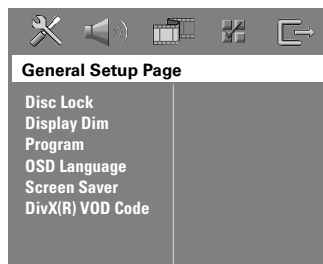 General Setup Page
Disc Lock
Display Dim
Program
OSD Language
Screen Saver
DivX(R) VOD Code